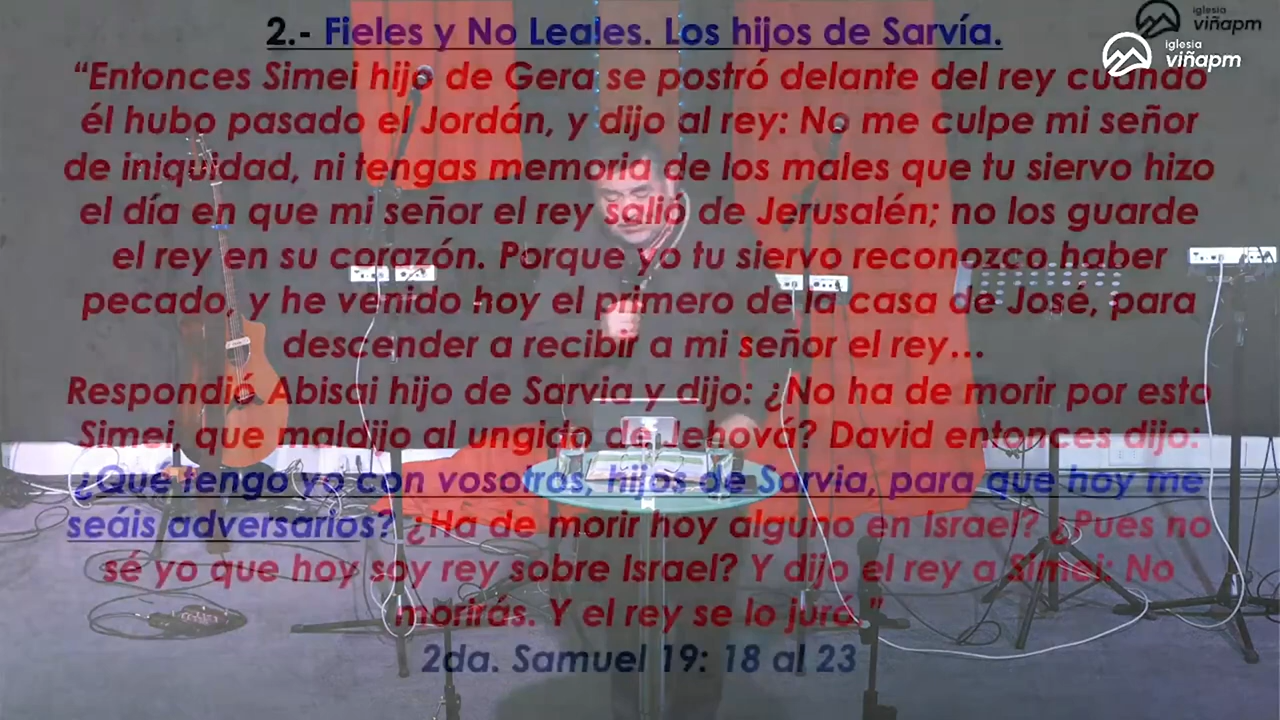 2.- Fieles y No Leales. Los hijos de Sarvía.
iglesia
viñapm
iglesia
viñapm
“Entonces Simei hijo de Gera se postró delante del rey cuando
él hubo pasado el Jordán, y dijo al rey: No me culpe mi señor
de iniquidad, ni tengas memoria de los males que tu siervo hizo
el día en que mi señor el rey salió de Jerusalén; no los guarde
el rey en su corazón. Porque yo tu siervo reconozco haber
pecado, y he venido hoy el primero de la casa de José, para
descender a recibir a mi señor el rey…
Respondió Abisai hijo de Sarvia y dijo: ¿No ha de morir por esto
Simei, que maldijo al ungido de Jehová? David entonces dijo:
¿Qué tengo yo con vosotros, hijos de Sarvia, para que hoy me
seáis adversarios? ¿Ha de morir hoy alguno en Israel? ¿Pues no
sé yo que hoy soy rey sobre Israel? Y dijo el rey a Simei: No
morirás. Y el rey se lo juró.”
2da. Samuel 19: 18 al 23